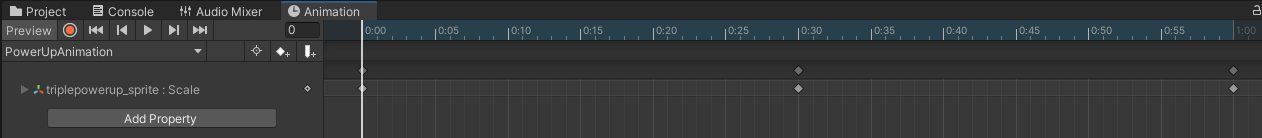 Project Console Audio Mixer Animation
Preview 0 0:00 0:05 0:10 0:15 0:20 0:25 0:30 0:35 0:40 0:45 0:50 0:55 1:00
PowerUpAnimation
triplepowerup_sprite : Scale
Add Property